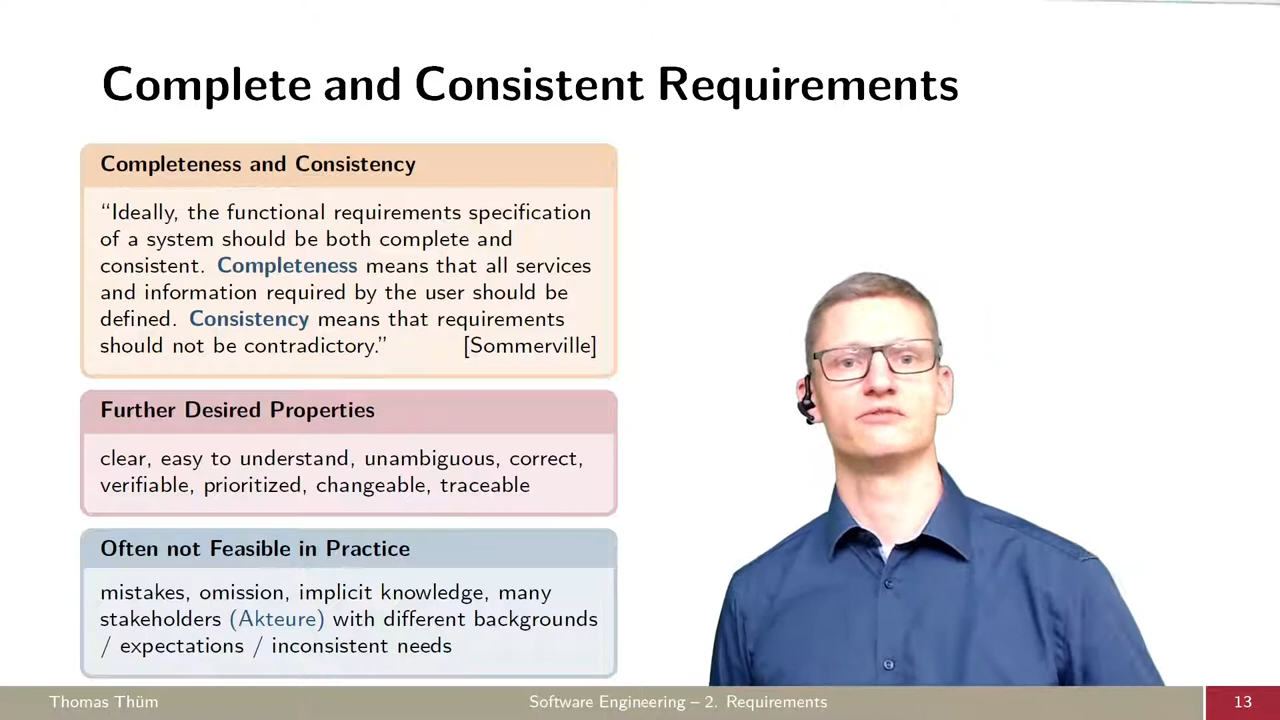 Complete and Consistent Requirements
Completeness and Consistency
“Ideally, the functional requirements specification
of a system should be both complete and
consistent. Completeness means that all services
and information required by the user should be
defined. Consistency means that requirements
should not be contradictory.” [Sommerville]
Further Desired Properties
clear, easy to understand, unambiguous, correct,
verifiable, prioritized, changeable, traceable
Often not Feasible in Practice
mistakes, omission, implicit knowledge, many
stakeholders (Akteure) with different backgrounds
/ expectations / inconsistent needs
Thomas Thüm Software Engineering – 2. Requirements 13